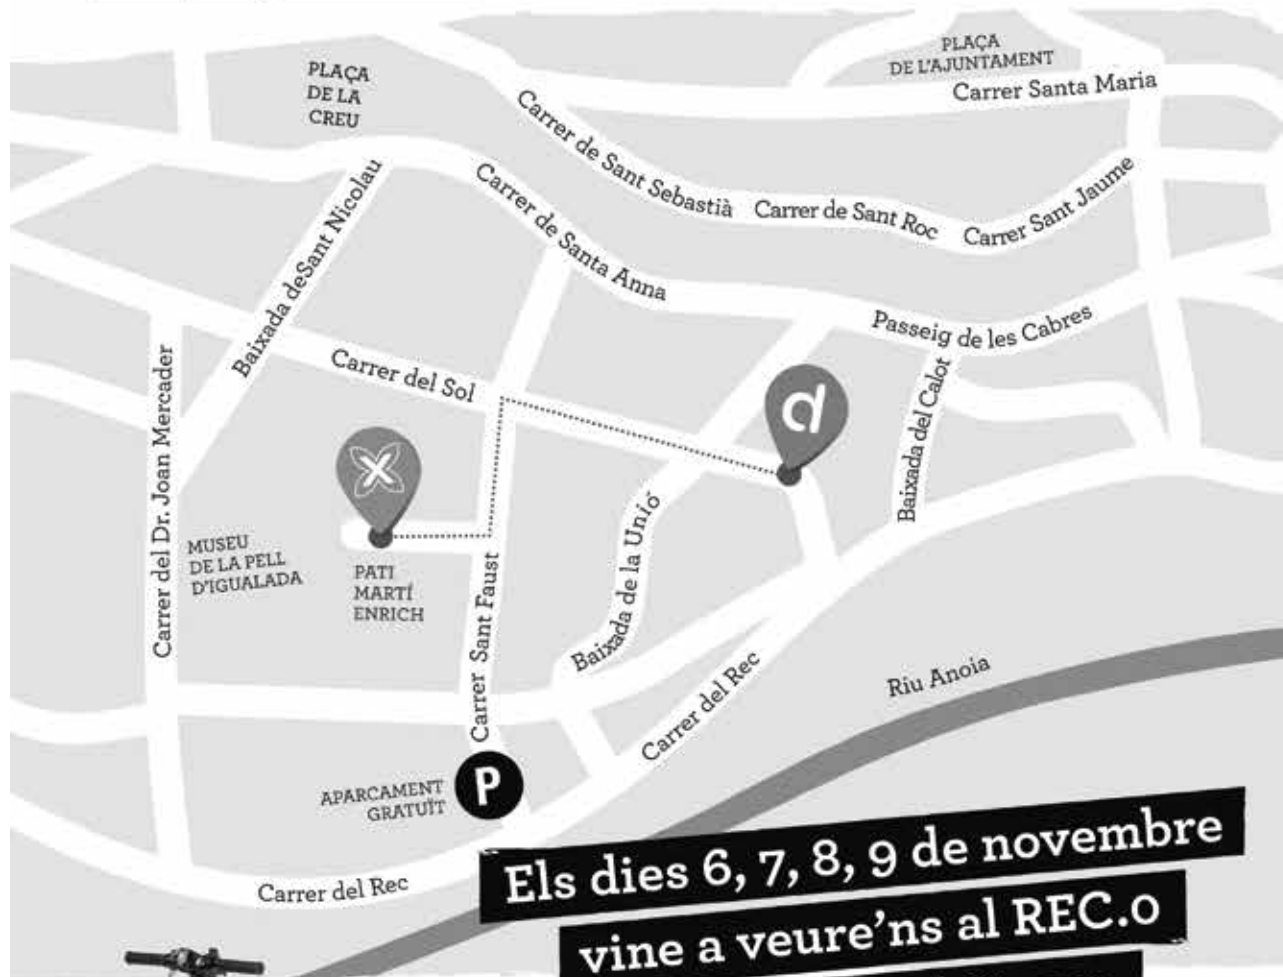 PLAÇA
DE L'AJUNTAMENT
Carrer Santa Maria
PLAÇA
DE LA
CREU
Carrer de Sant Sebastià
Carrer de Sant Roc
Carrer Sant Jaume
Carrer de Santa Anna
Baixada deSant Nicolau
Passeig de les Cabres
Carrer del Sol
Baixada del Calot
d
X
Carrer del Dr. Joan Mercader
MUSEU
DE LA PELL
D'IGUALADA
PATI
MARTÍ
ENRICH
Carrer Sant Faust
Baixada de la Unió
Carrer del Rec
Riu Anoia
APARCAMENT
GRATUÏT
P
Carrer del Rec
Els dies 6, 7, 8, 9 de novembre
vine a veure'ns al REC.0